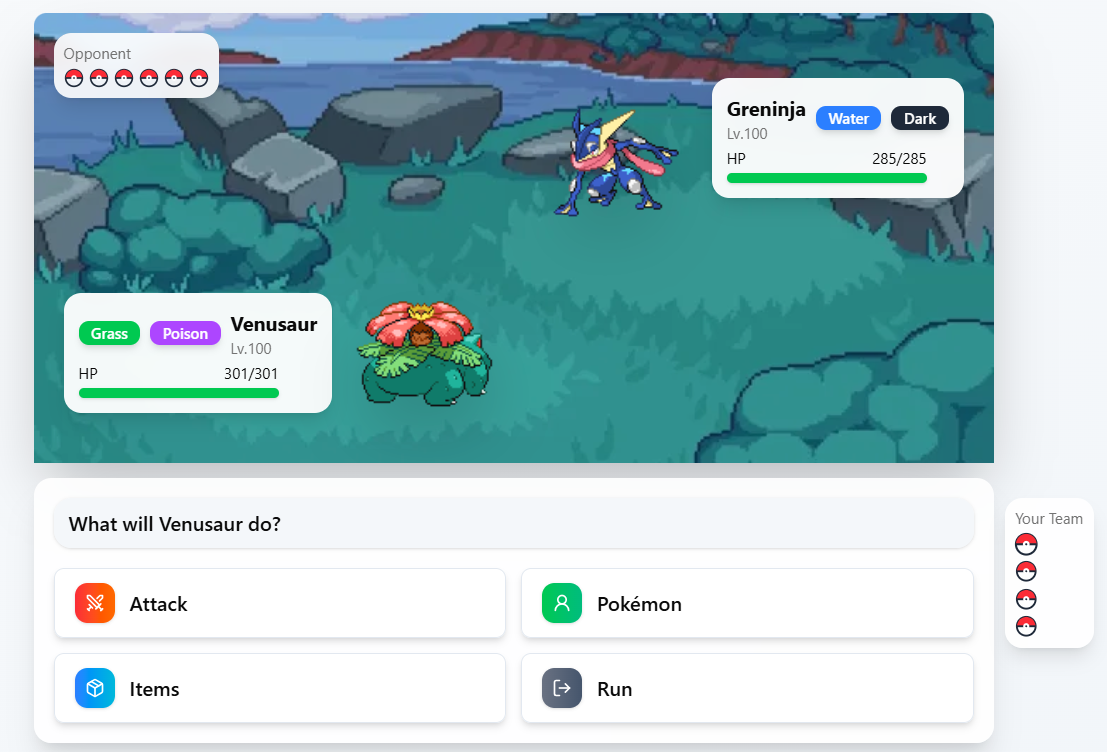 Opponent
Greninja
Lv.100
Water
Dark
HP 285/285
Grass
Poison
Venusaur
Lv.100
HP 301/301
What will Venusaur do?
Attack
Pokémon
Items
Run
Your Team